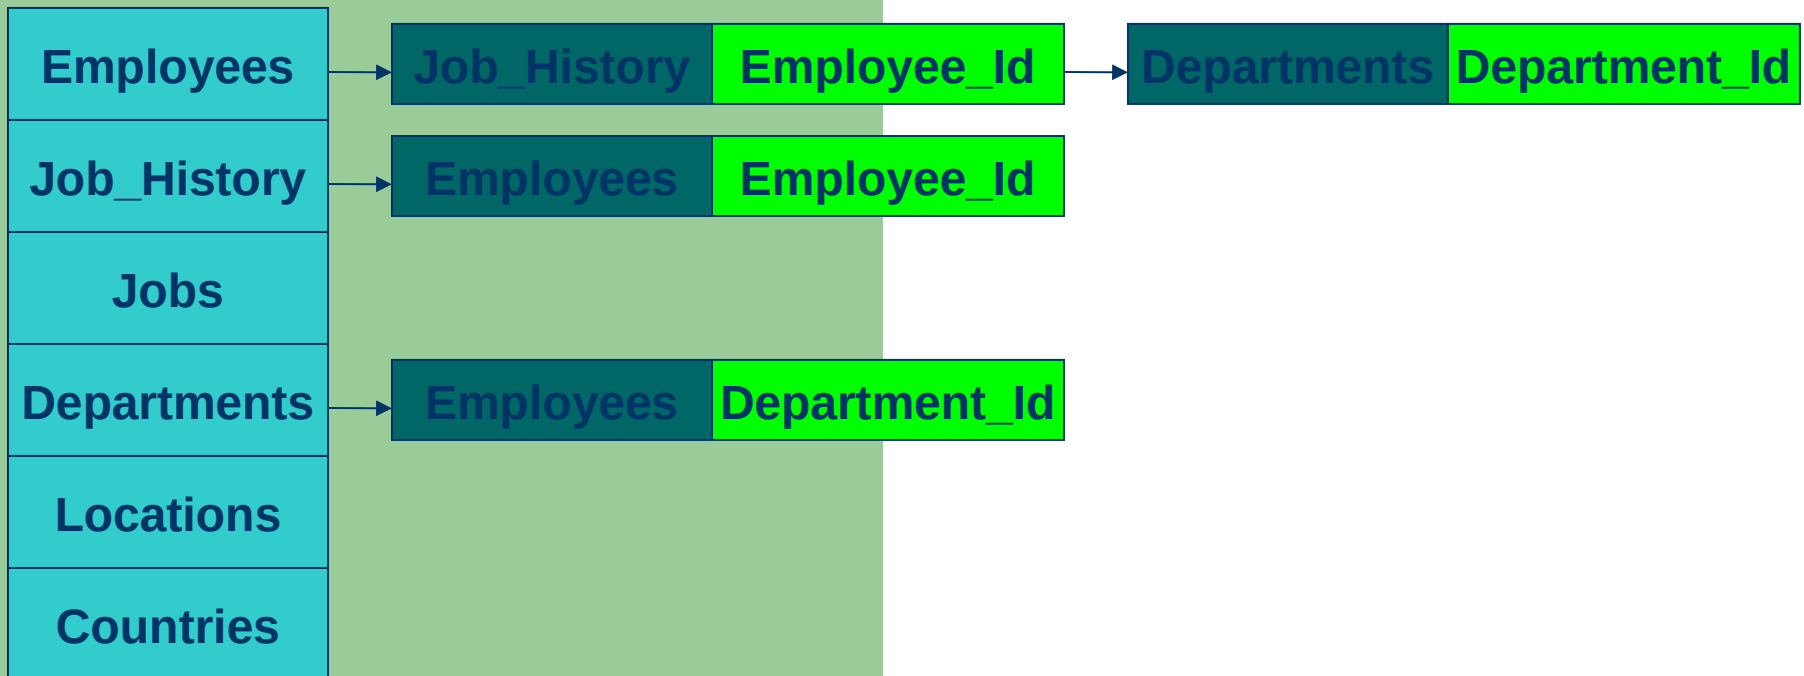 Employees Job_History Employee_Id Departments Department_Id
Job_History Employees Employee_Id
Jobs
Departments Employees Department_Id
Locations
Countries